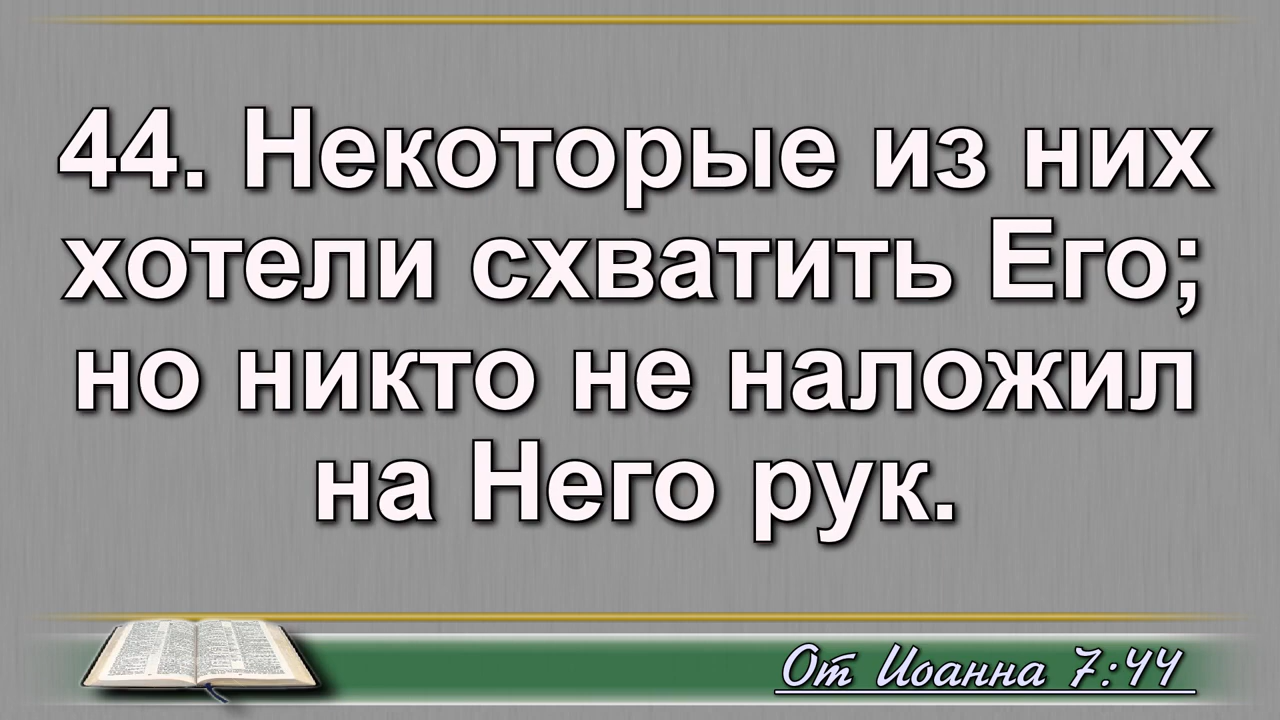 44. Некоторые из них
хотели схватить Его;
но никто не наложил
на Него рук.
От Иоанна 7:44